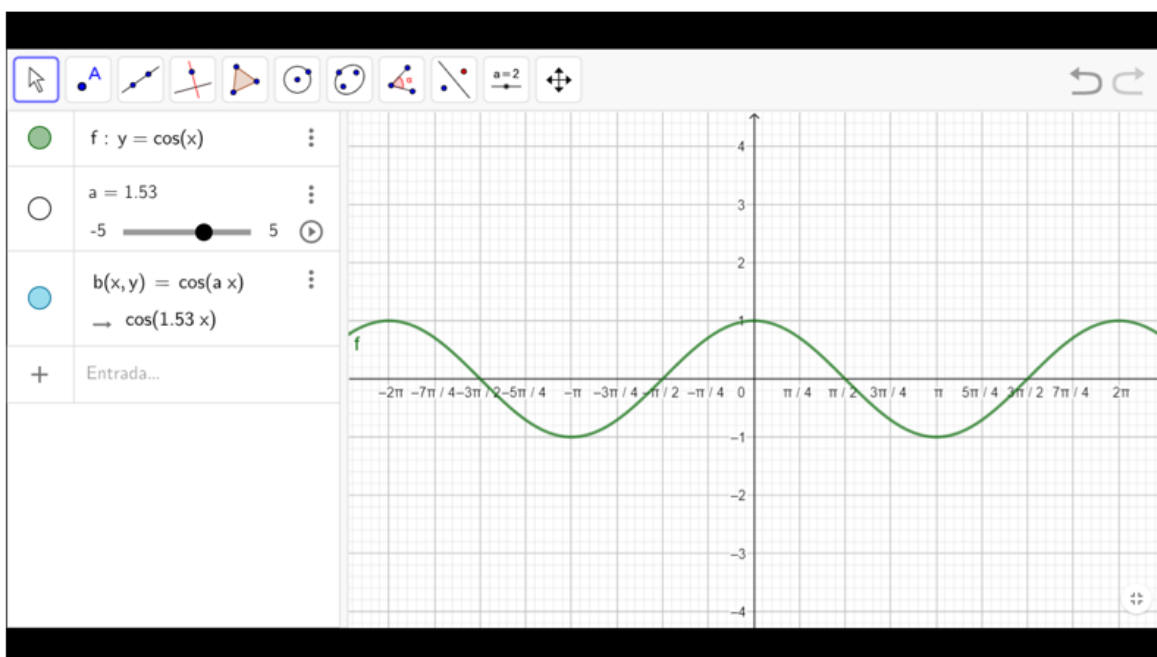 A
α
a=2
f : y = cos(x)
a = 1.53
-5 5
b(x, y) = cos(a x)
→ cos(1.53 x)
+ Entrada...
4
3
2
1
f
−2π −7π / 4 −3π / 2 −5π / 4 −π −3π / 4 −π / 2 −π / 4 0 π / 4 π / 2 3π / 4 π 5π / 4 3π / 2 7π / 4 2π
−1
−2
−3
−4